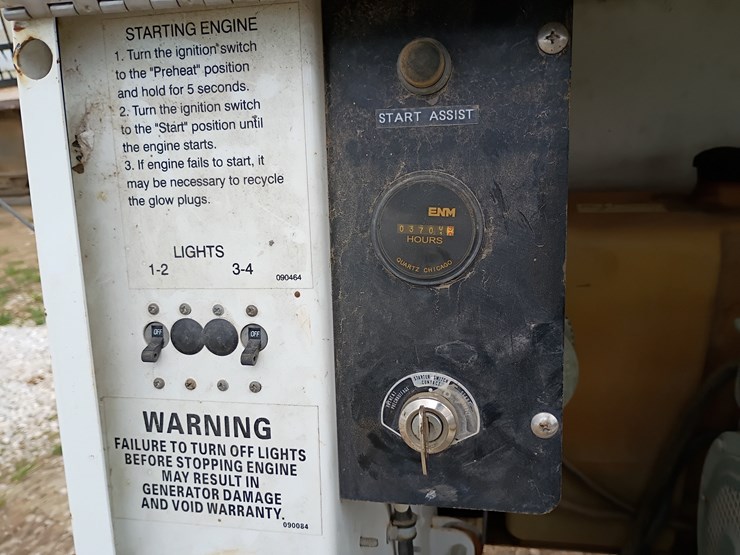 STARTING ENGINE
1. Turn the ignition switch
to the "Preheat" position
and hold for 5 seconds.
2. Turn the ignition switch
to the "Start" position until
the engine starts.
3. If engine fails to start, it
may be necessary to recycle
the glow plugs.
LIGHTS
1-2 3-4
090464
OFF OFF
WARNING
FAILURE TO TURN OFF LIGHTS
BEFORE STOPPING ENGINE
MAY RESULT IN
GENERATOR DAMAGE
AND VOID WARRANTY.
090084
START ASSIST
ENM
HOURS
QUARTZ CHICAGO